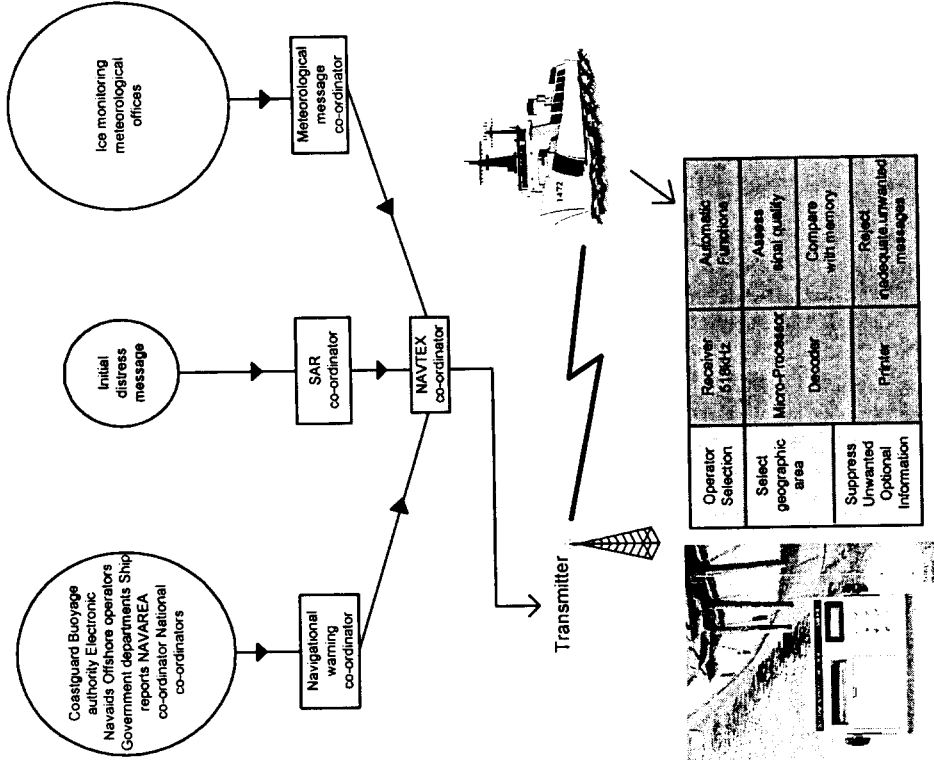 Coastguard Buoyage
authority Electronic
Navaids Offshore operators
Government departments Ship
reports NAVAREA
co-ordinator National
co-ordinators
Initial
distress
message
Ice monitoring
meteorological
offices
Navigational
warning
co-ordinator
SAR
co-ordinator
Meteorological
message
co-ordinator
NAVTEX
co-ordinator
Transmitter
1472
Operator
Selection
Select
geographic
area
Suppress
Unwanted
Optional
Information
Receiver
518kHz
Micro-Processor
Decoder
Printer
Automatic
Functions
Assess
sinal quality
Compare
with memory
Reject
inadequate,unwanted
messages